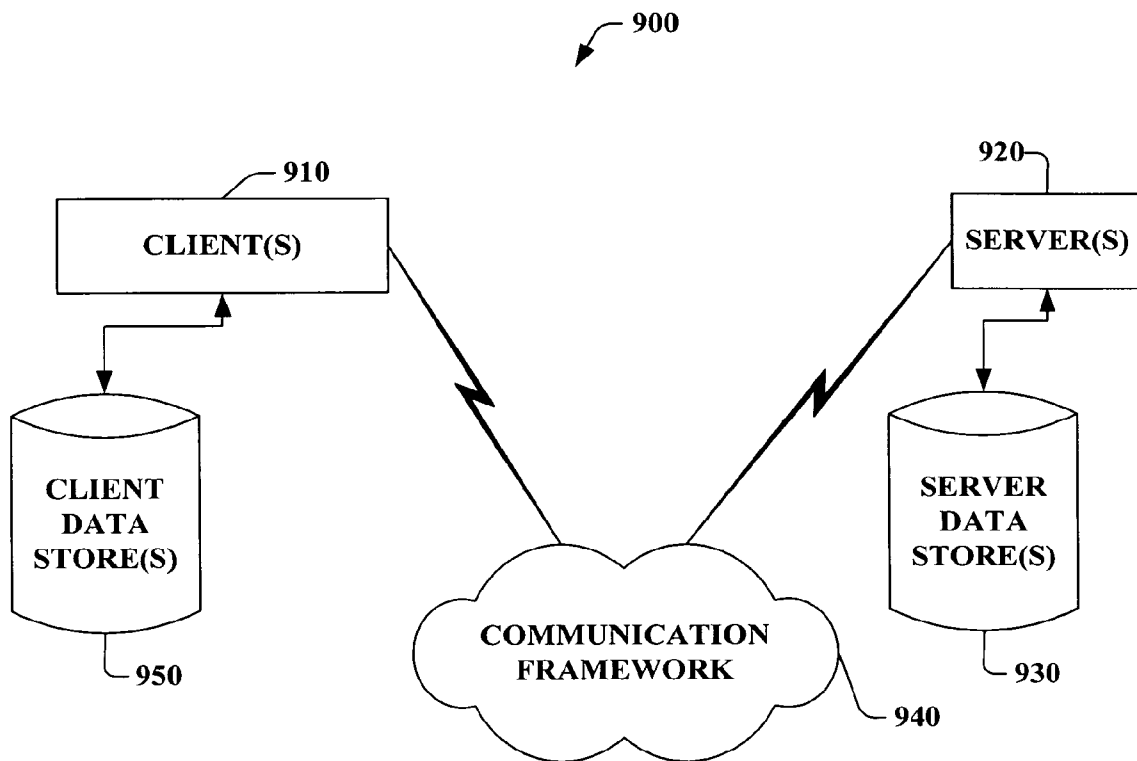 900
910
CLIENT(S)
920
SERVER(S)
CLIENT
DATA
STORE(S)
950
SERVER
DATA
STORE(S)
930
COMMUNICATION
FRAMEWORK
940